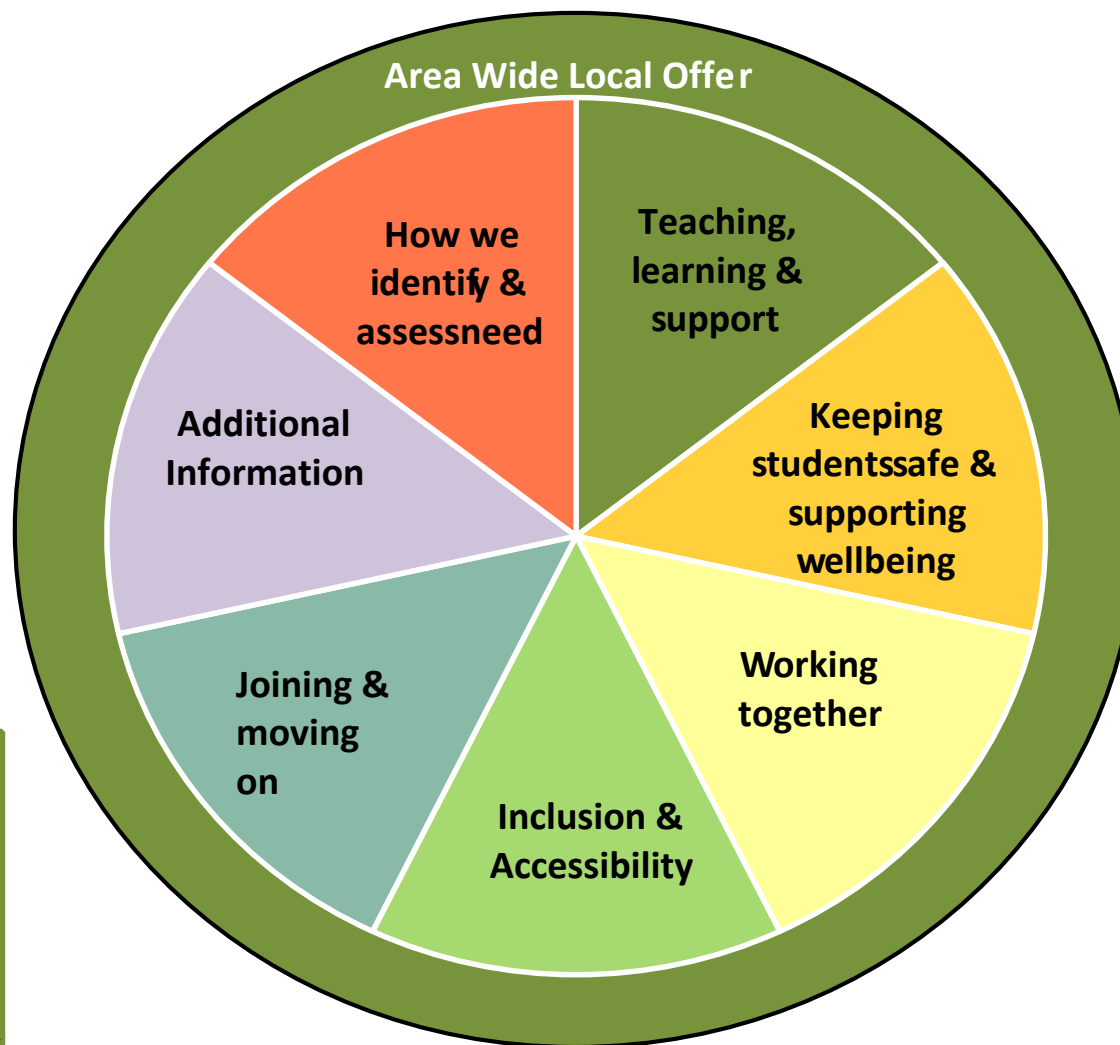 Area Wide Local Offer
How we
identify &
assessneed
Teaching,
learning &
support
Keeping
studentssafe &
supporting
wellbeing
Working
together
Inclusion &
Accessibility
Joining &
moving
on
Additional
Information